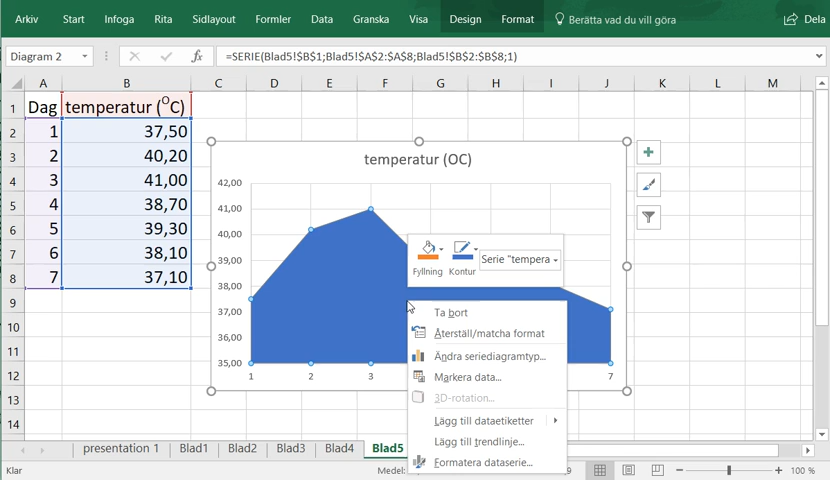 Arkiv Start Infoga Rita Sidlayout Formler Data Granska Visa Design Format Berätta vad du vill göra Dela
Diagram 2 fx =SERIE(Blad5!$B$1;Blad5!$A$2:$A$8;Blad5!$B$2:$B$8;1)
A B C D E F G H I J K L M
1 Dag temperatur (OC)
2 1 37,50
3 2 40,20
4 3 41,00
5 4 38,70
6 5 39,30
7 6 38,10
8 7 37,10
9
10
11
12
13
14
temperatur (OC)
42,00
41,00
40,00
39,00
38,00
37,00
36,00
35,00
1 2 3 7
Fyllning Kontur Serie "tempera
Ta bort
Återställ/matcha format
Ändra seriediagramtyp...
Markera data...
3D-rotation...
Lägg till dataetiketter
Lägg till trendlinje...
Formatera dataserie...
presentation 1 Blad1 Blad2 Blad3 Blad4 Blad5
Klar Medel: 9 100 %